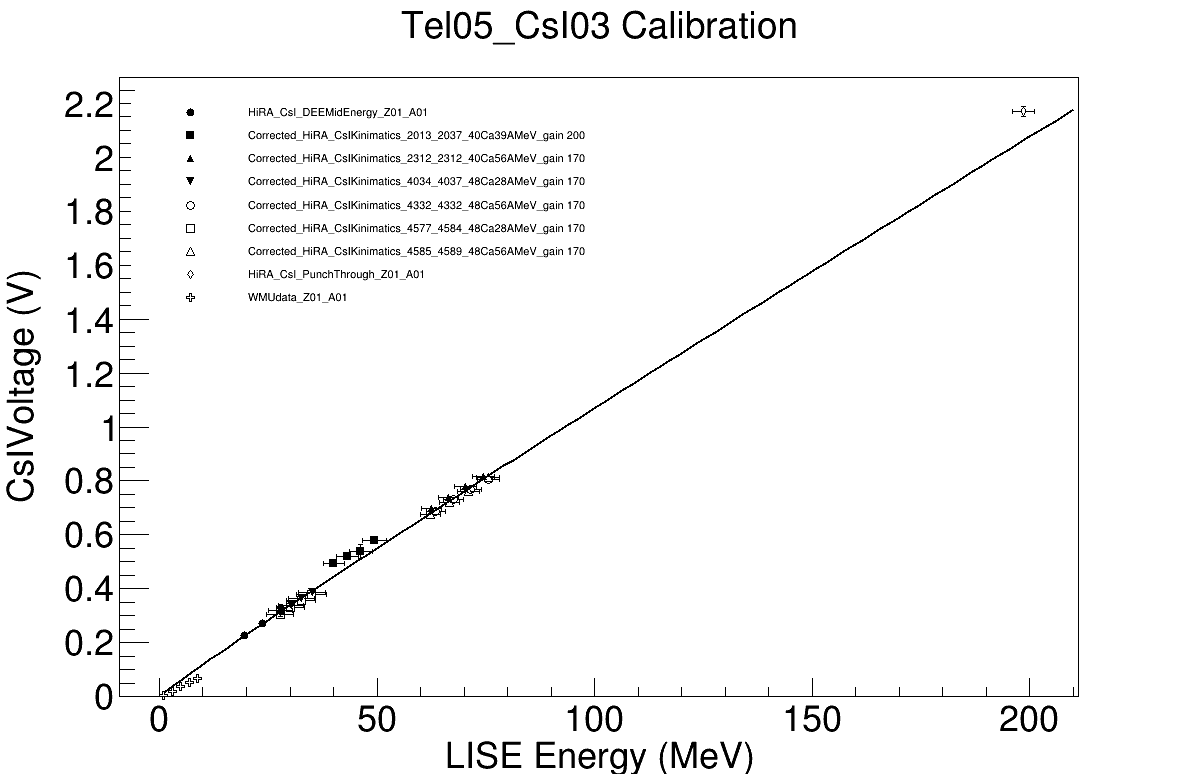 Tel05_CsI03 Calibration
HiRA_CsI_DEEMidEnergy_Z01_A01
Corrected_HiRA_CsIKinimatics_2013_2037_40Ca39AMeV_gain 200
Corrected_HiRA_CsIKinimatics_2312_2312_40Ca56AMeV_gain 170
Corrected_HiRA_CsIKinimatics_4034_4037_48Ca28AMeV_gain 170
Corrected_HiRA_CsIKinimatics_4332_4332_48Ca56AMeV_gain 170
Corrected_HiRA_CsIKinimatics_4577_4584_48Ca28AMeV_gain 170
Corrected_HiRA_CsIKinimatics_4585_4589_48Ca56AMeV_gain 170
HiRA_CsI_PunchThrough_Z01_A01
WMUdata_Z01_A01
CsIVoltage (V)
2.2
2
1.8
1.6
1.4
1.2
1
0.8
0.6
0.4
0.2
0
0 50 100 150 200
LISE Energy (MeV)